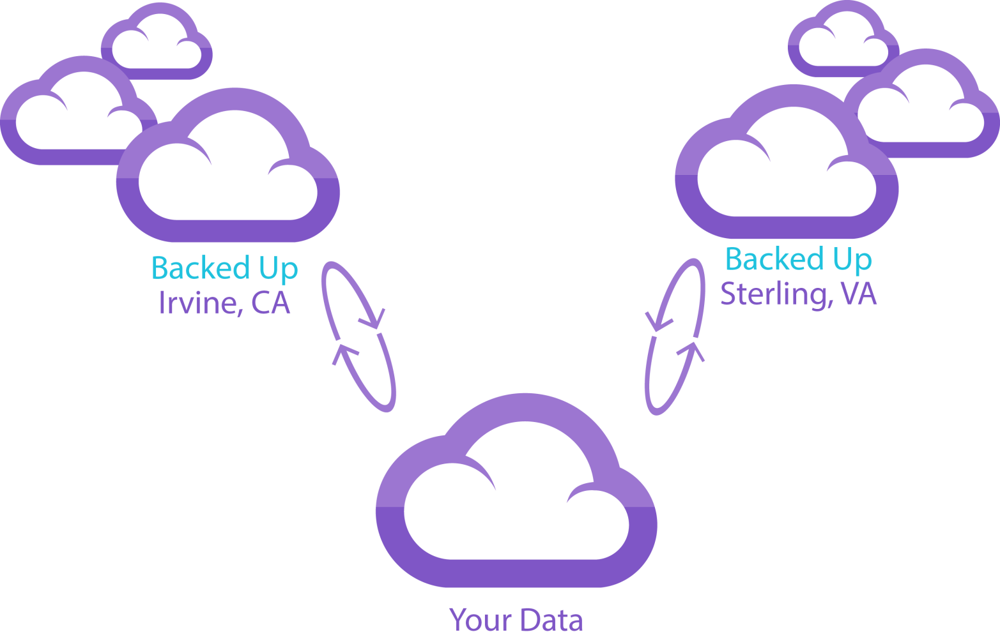 Backed Up
Irvine, CA
Backed Up
Sterling, VA
Your Data